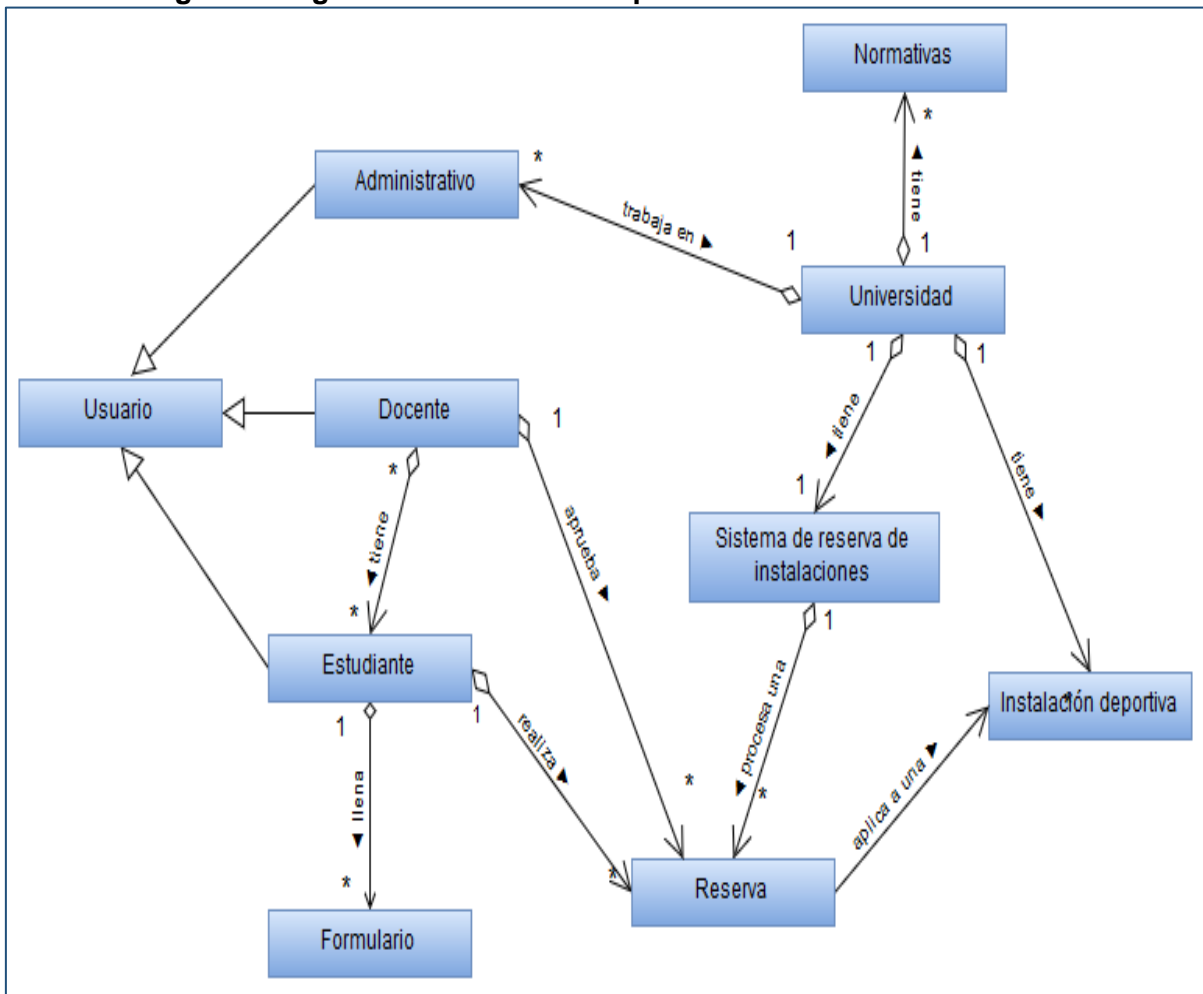 Normativas
*
Administrativo
*
◄ tiene
trabaja en ►
1
1
Universidad
1
1
Usuario
Docente
1
◄ tiene
*
tiene ►
1
aprueba ►
Sistema de reserva de
instalaciones
◄ tiene
*
1
Estudiante
Instalación deportiva
*
1
1
◄ procesa una
realiza ►
aplica a una ►
*
*
◄ llena
*
*
Reserva
Formulario